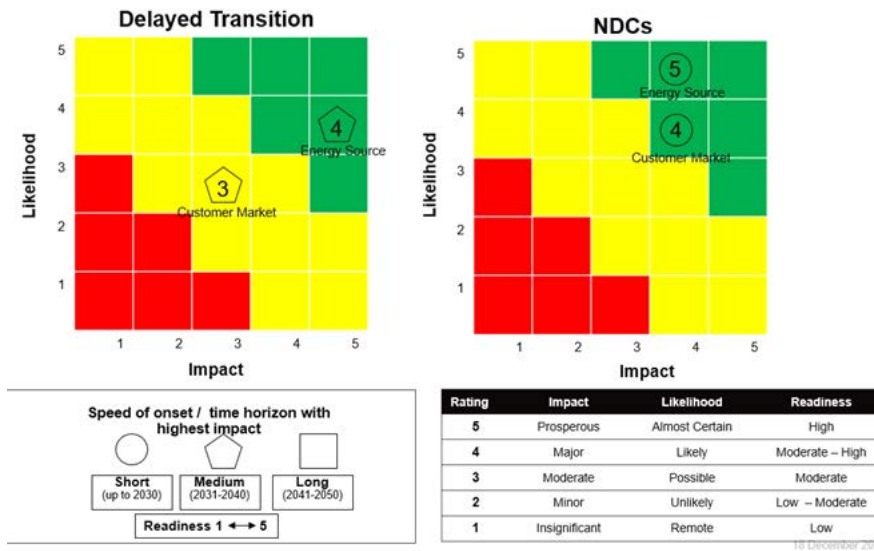 Delayed Transition
5
4
3
2
1
Likelihood
4
Energy Source
3
Customer Market
1 2 3 4 5
Impact
NDCs
5
4
3
2
1
Likelihood
5
Energy Source
4
Customer Market
1 2 3 4 5
Impact
Speed of onset / time horizon with
highest impact
Short Medium Long
(up to 2030) (2031-2040) (2041-2050)
Readiness 1 ↔ 5
Rating Impact Likelihood Readiness
5 Prosperous Almost Certain High
4 Major Likely Moderate – High
3 Moderate Possible Moderate
2 Minor Unlikely Low – Moderate
1 Insignificant Remote Low
18 December 20